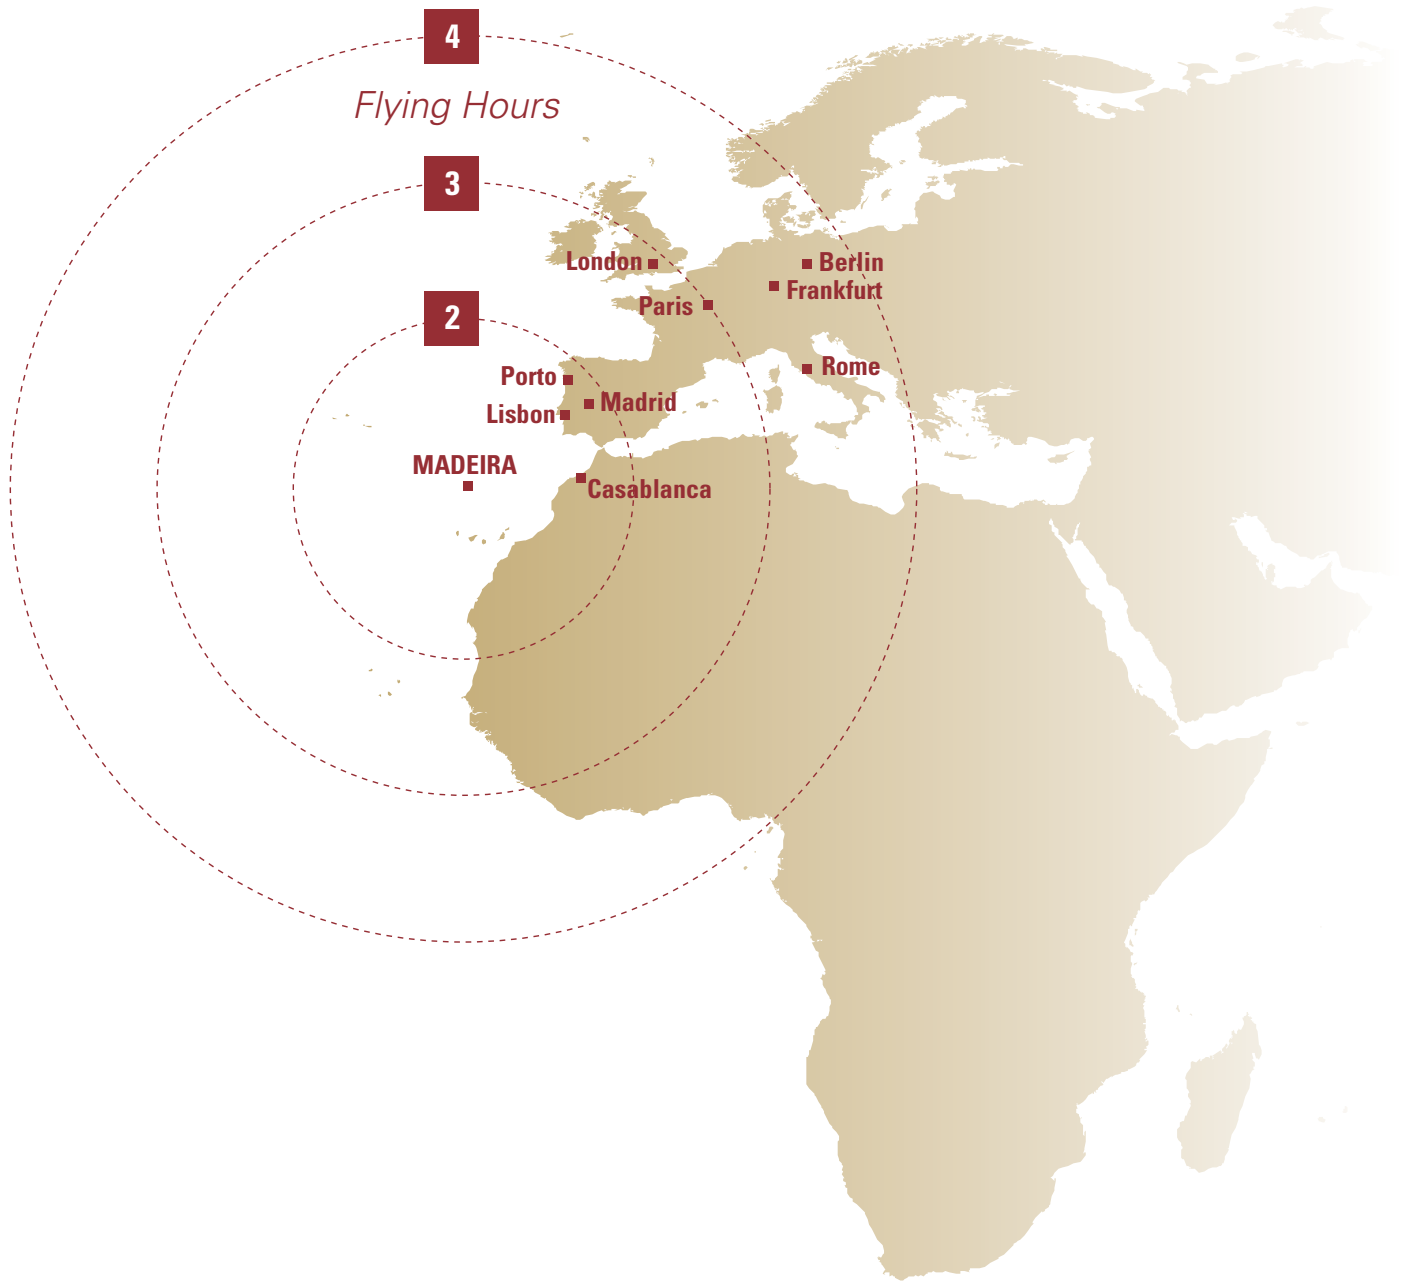 4
Flying Hours
3
London
Berlin
Frankfurt
Paris
2
Rome
Porto
Madrid
Lisbon
MADEIRA
Casablanca